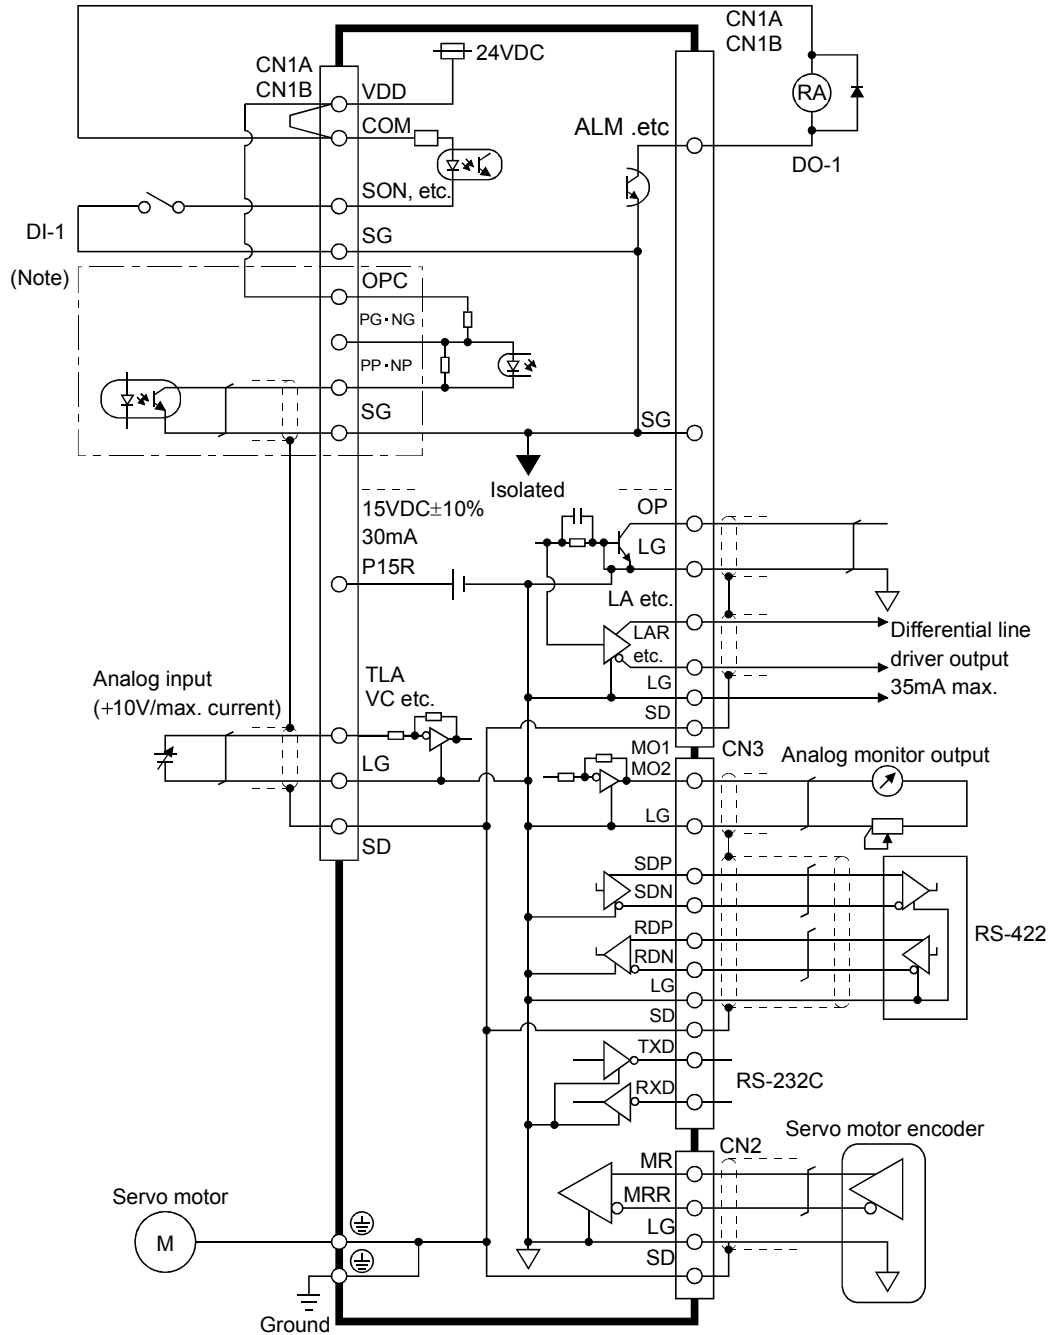 CN1A
CN1B
24VDC
CN1A
CN1B
VDD
RA
COM
ALM .etc
DO-1
SON, etc.
DI-1
SG
(Note)
OPC
PG·NG
PP·NP
SG
SG
Isolated
15VDC±10%
30mA
P15R
OP
LG
LA etc.
LAR
etc.
LG
SD
Differential line
driver output
35mA max.
Analog input
(+10V/max. current)
TLA
VC etc.
LG
SD
MO1
MO2
CN3
Analog monitor output
LG
SDP
SDN
RDP
RDN
LG
SD
RS-422
TXD
RXD
RS-232C
CN2
Servo motor encoder
MR
MRR
LG
SD
Servo motor
M
Ground